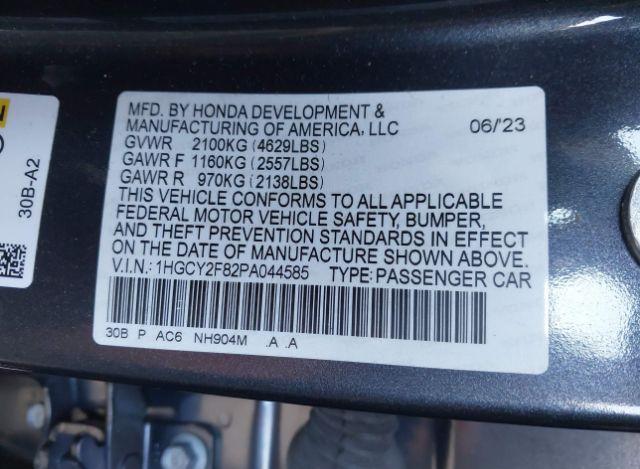 MFD. BY HONDA DEVELOPMENT &
MANUFACTURING OF AMERICA, LLC 06/'23
GVWR 2100KG (4629LBS)
GAWR F 1160KG (2557LBS)
GAWR R 970KG (2138LBS)
THIS VEHICLE CONFORMS TO ALL APPLICABLE
FEDERAL MOTOR VEHICLE SAFETY, BUMPER,
AND THEFT PREVENTION STANDARDS IN EFFECT
ON THE DATE OF MANUFACTURE SHOWN ABOVE.
V.I.N.: 1HGCY2F82PA044585 TYPE: PASSENGER CAR
30B P AC6 NH904M .A .A
30B-A2